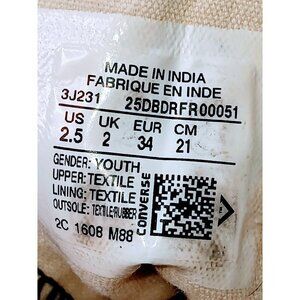 MADE IN INDIA
FABRIQUE EN INDE
3J231 25DBDRFR00051
US UK EUR CM
2.5 2 34 21
GENDER: YOUTH
UPPER: TEXTILE
LINING: TEXTILE
OUTSOLE: TEXTILE/RUBBER
2C 1608 M88
CONVERSE
E